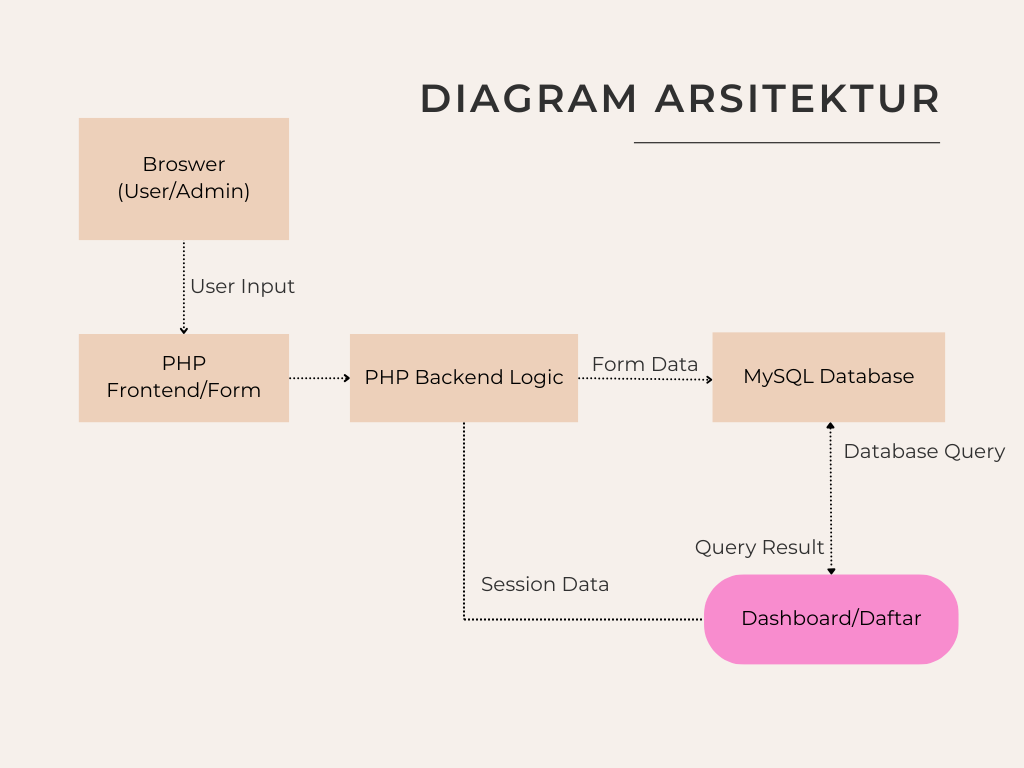 DIAGRAM ARSITEKTUR
Broswer
(User/Admin)
User Input
PHP
Frontend/Form
PHP Backend Logic
Form Data
MySQL Database
Database Query
Query Result
Session Data
Dashboard/Daftar